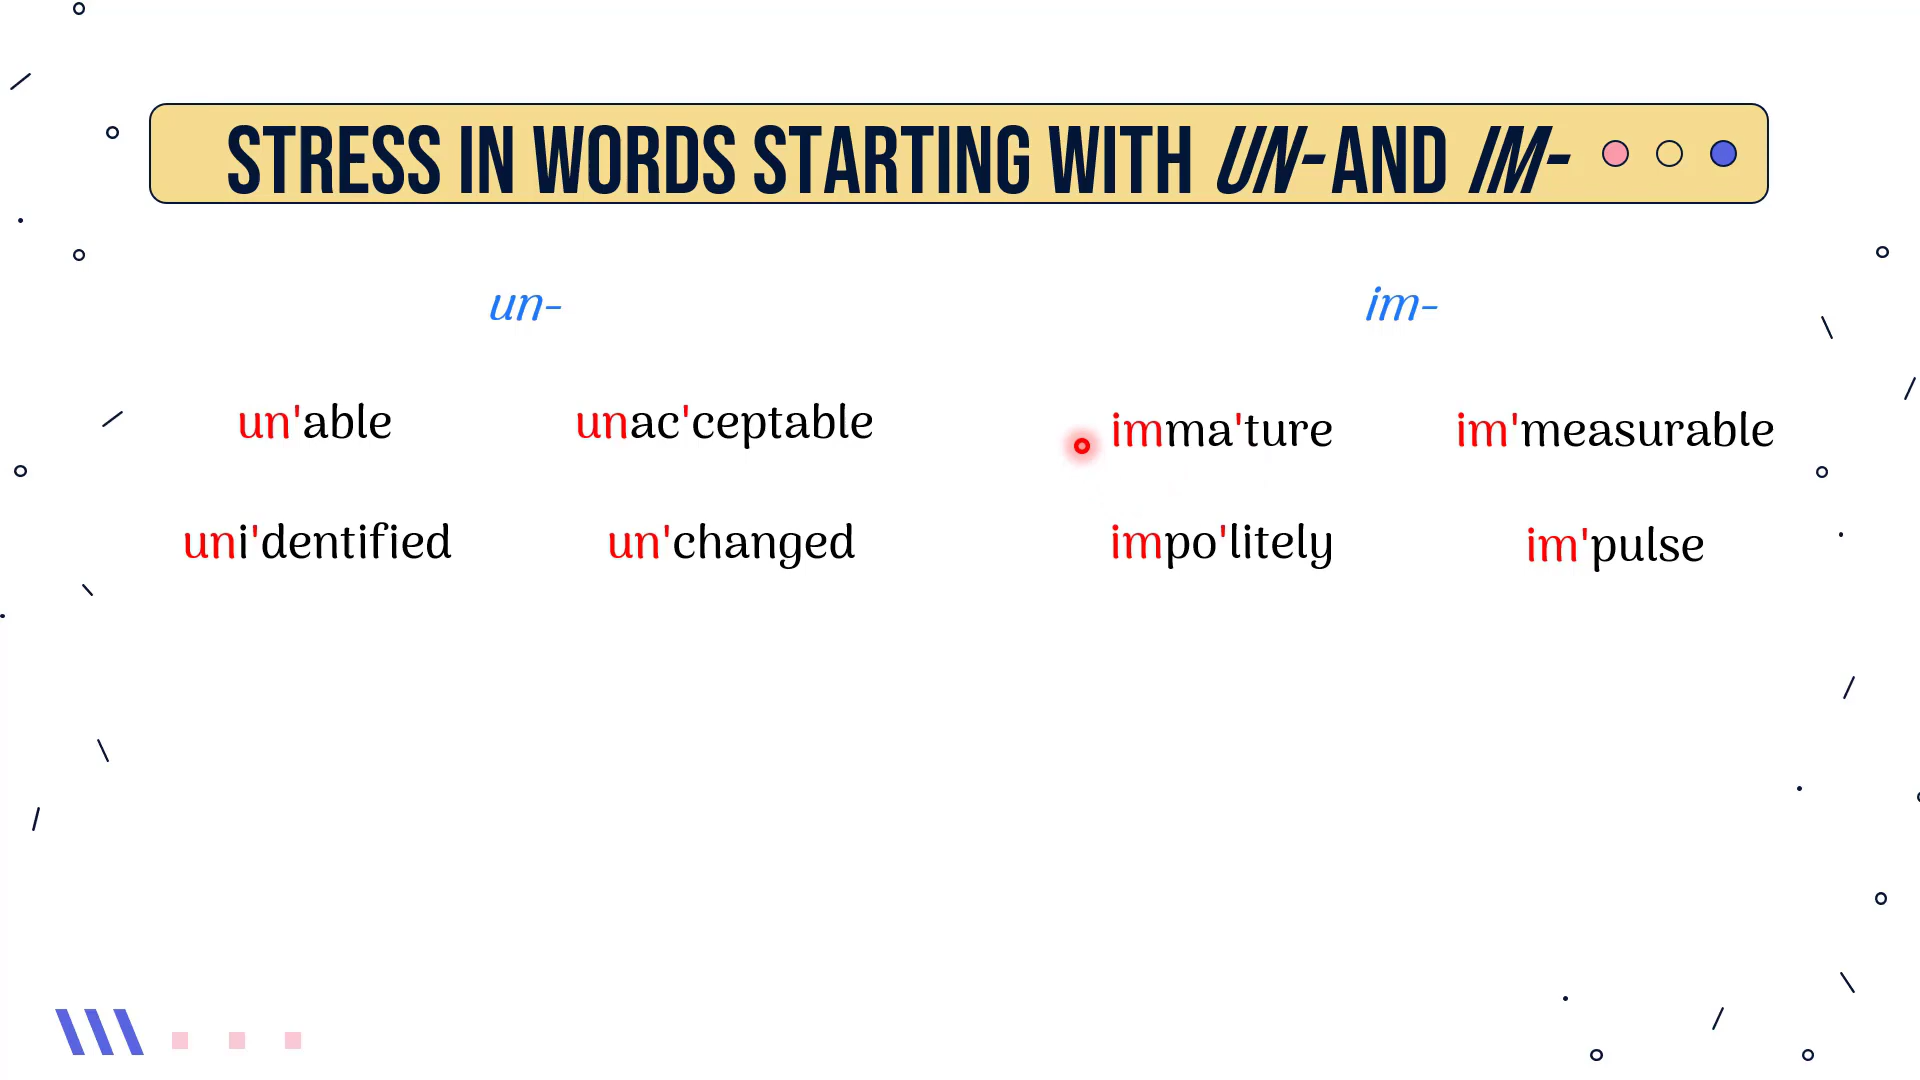 STRESS IN WORDS STARTING WITH UN- AND IM-
un- im-
un'able unac'ceptable imma'ture im'measurable
uni'dentified un'changed impo'litely im'pulse